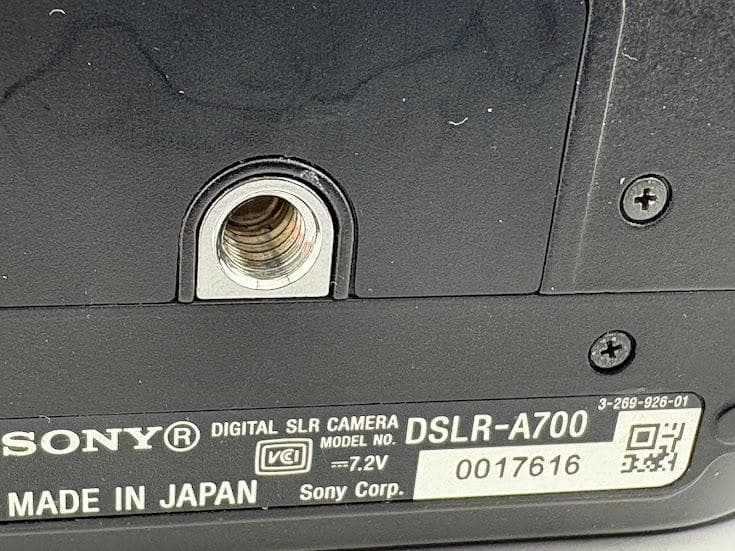 3-269-926-01
SONY® DIGITAL SLR CAMERA DSLR-A700
MODEL NO.
VCI ⎓7.2V 0017616
MADE IN JAPAN Sony Corp.